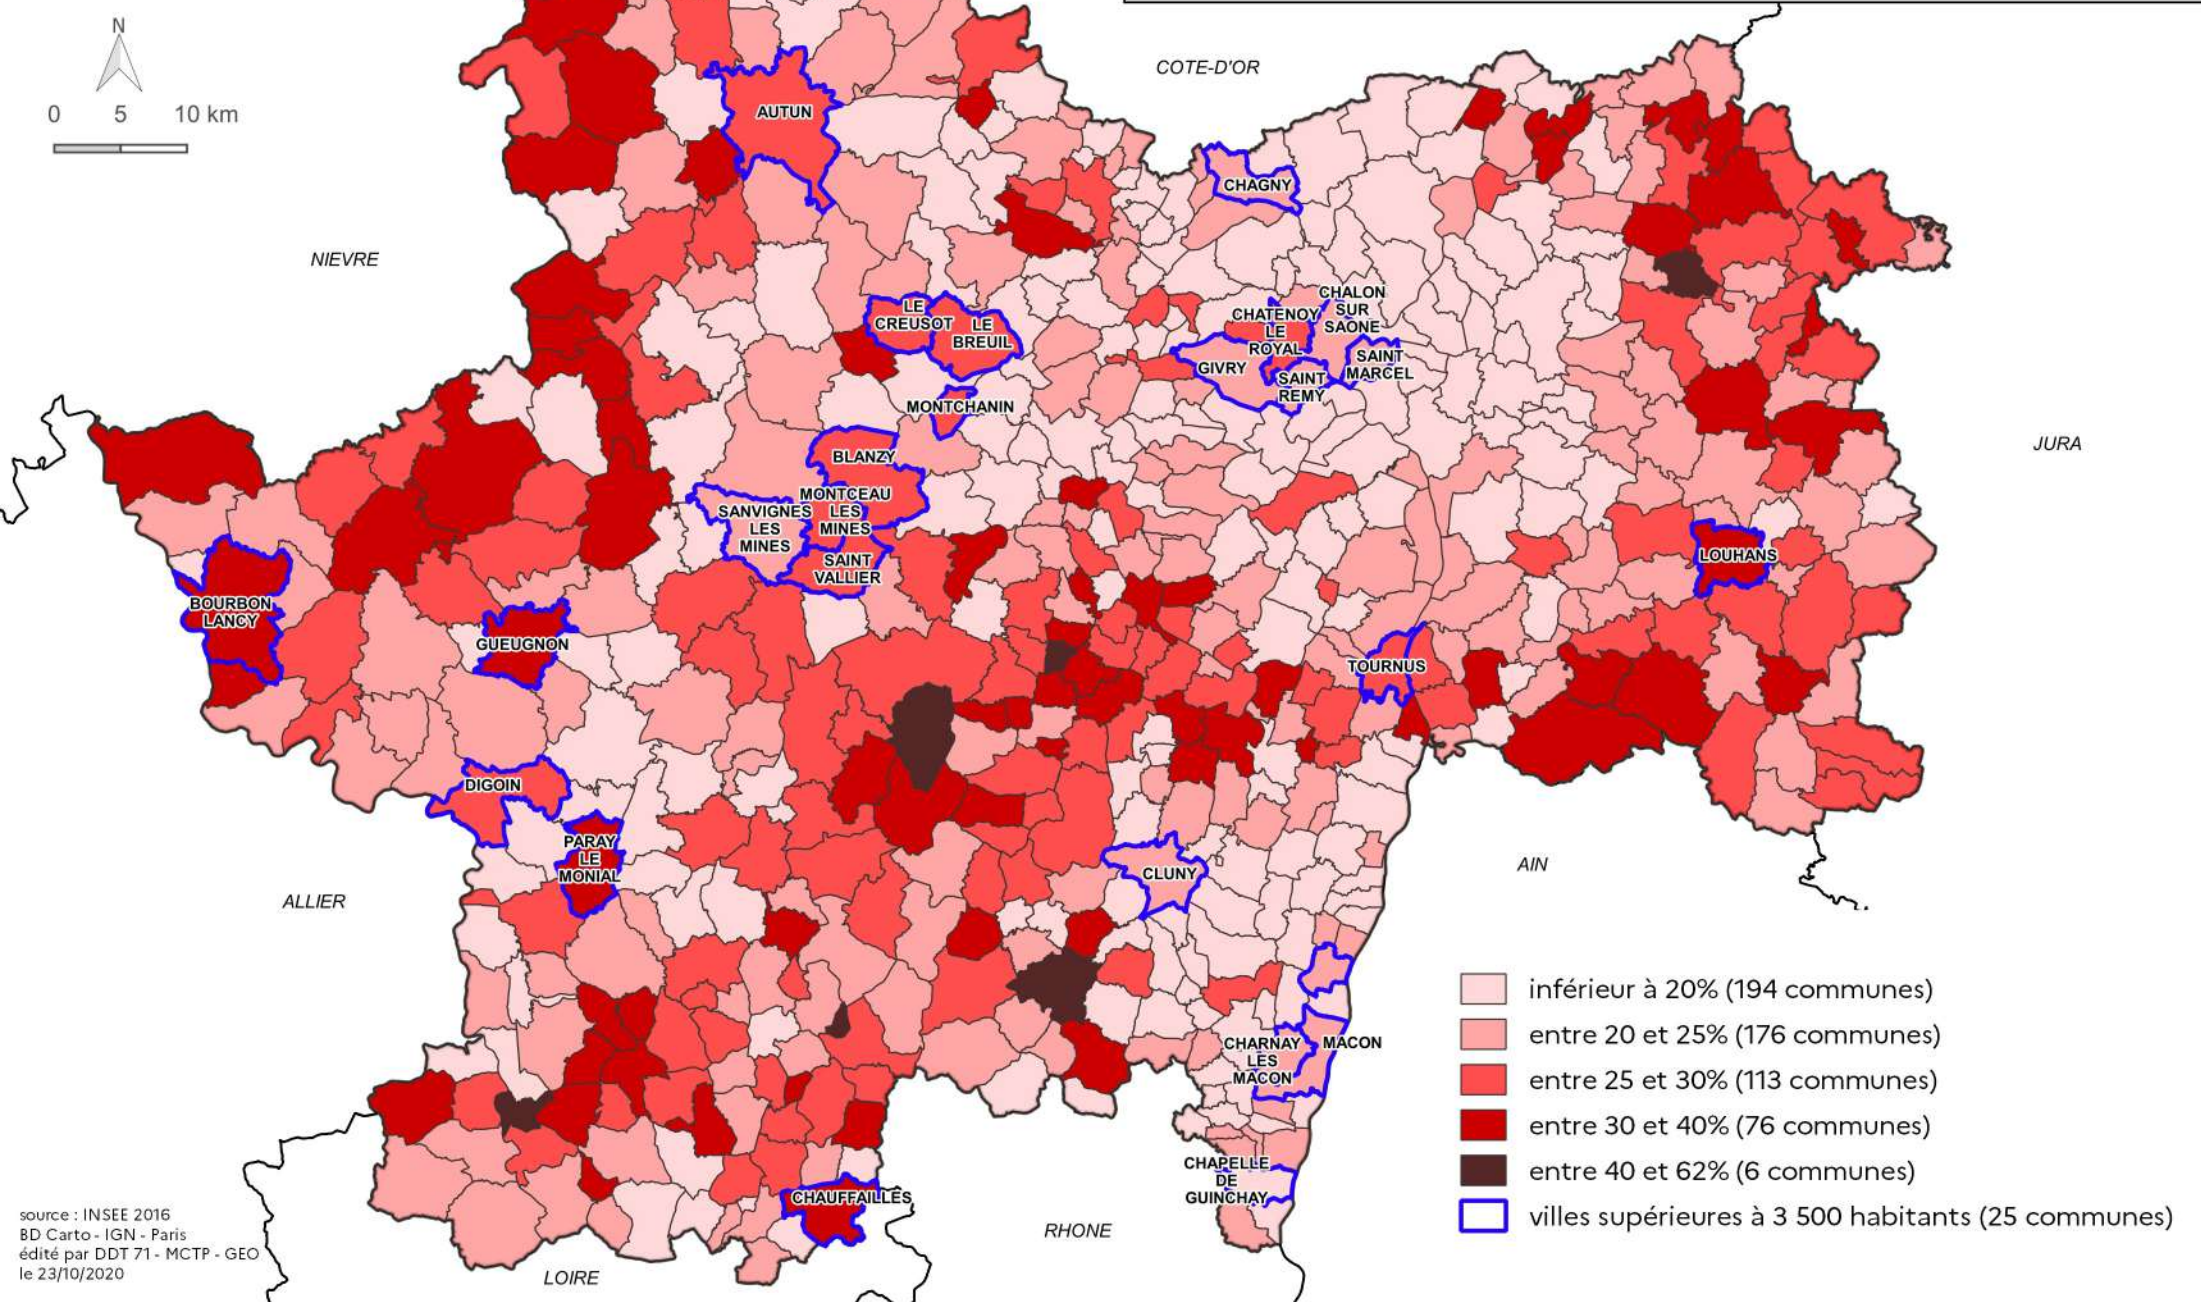 N
0 5 10 km
COTE-D'OR
AUTUN
CHAGNY
NIEVRE
LE
CREUSOT
LE
BREUIL
CHATENOY
LE
ROYAL
CHALON
SUR
SAONE
GIVRY
SAINT
REMY
SAINT
MARCEL
MONTCHANIN
JURA
BLANZY
MONTCEAU
LES
MINES
SANVIGNES
LES
MINES
SAINT
VALLIER
LOUHANS
BOURBON
LANCY
GUEUGNON
TOURNUS
DIGOIN
PARAY
LE
MONIAL
CLUNY
AIN
ALLIER
CHARNAY
LES
MACON
MACON
CHAPELLE
DE
GUINCHAY
CHAUFFAILLES
RHONE
LOIRE
inférieur à 20% (194 communes)
entre 20 et 25% (176 communes)
entre 25 et 30% (113 communes)
entre 30 et 40% (76 communes)
entre 40 et 62% (6 communes)
villes supérieures à 3 500 habitants (25 communes)
source : INSEE 2016
BD Carto - IGN - Paris
édité par DDT 71 - MCTP - GEO
le 23/10/2020